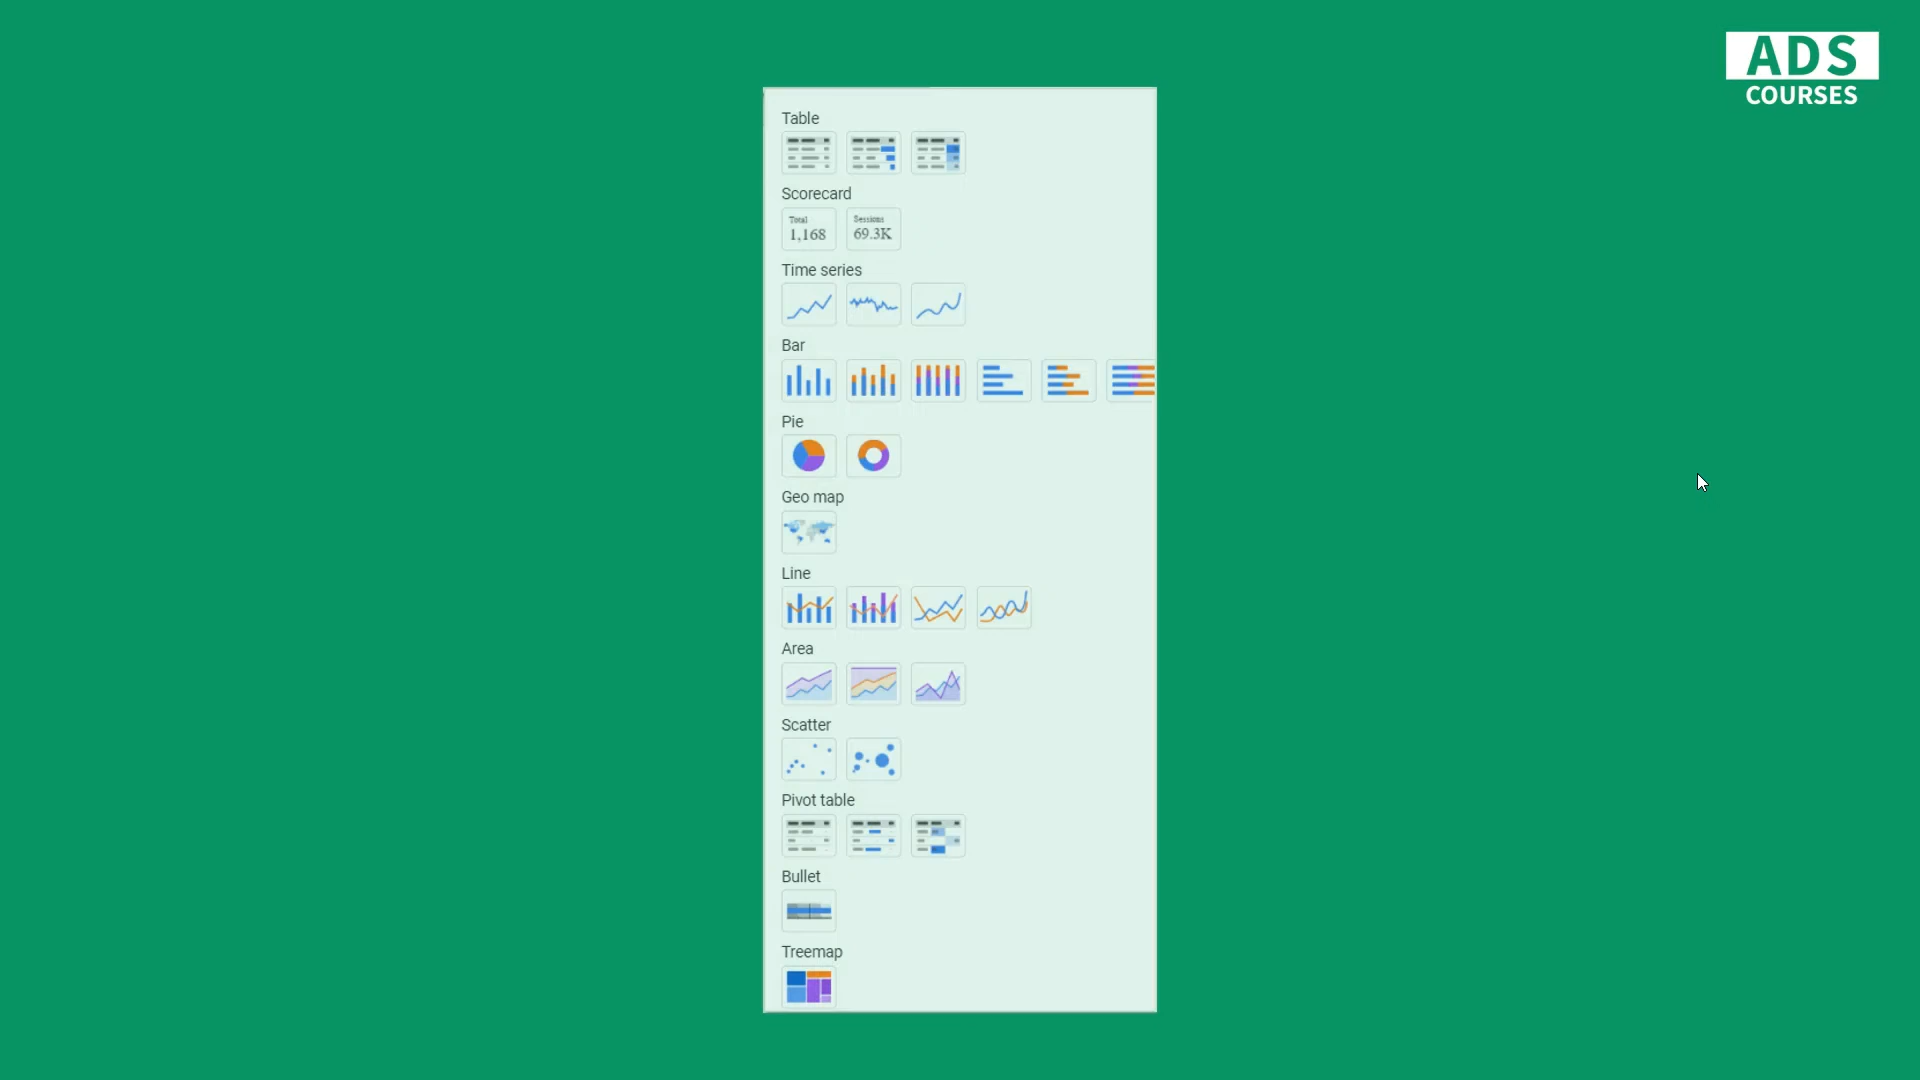 ADS
COURSES
Table
Scorecard
Total
1,168
Sessions
69.3K
Time series
Bar
Pie
Geo map
Line
Area
Scatter
Pivot table
Bullet
Treemap